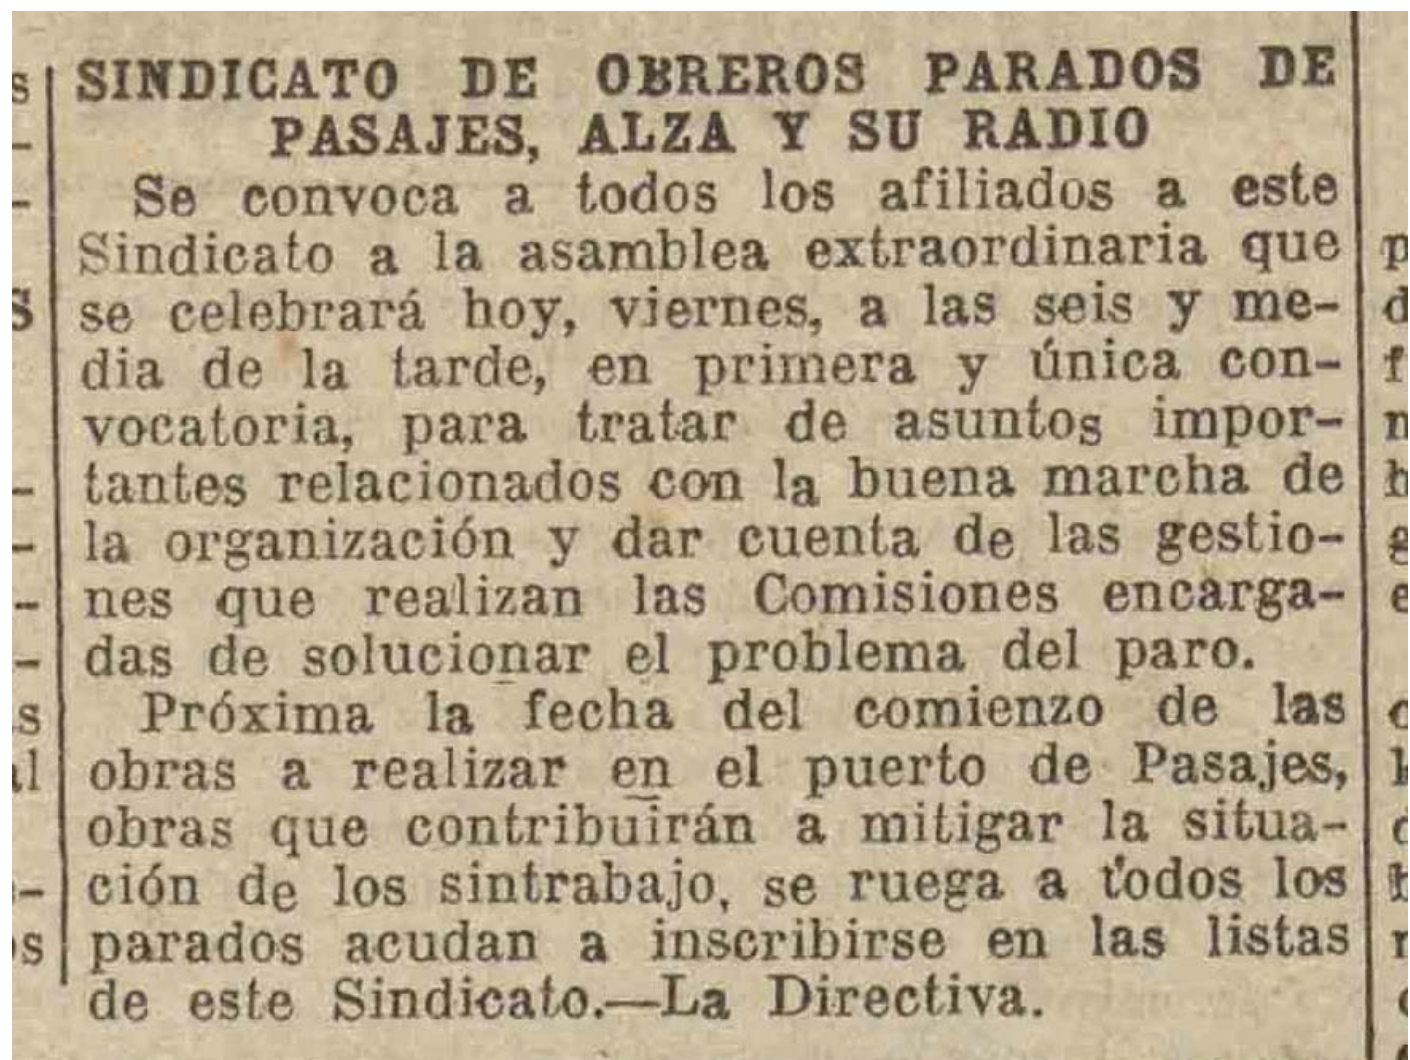 SINDICATO DE OBREROS PARADOS DE
PASAJES, ALZA Y SU RADIO
Se convoca a todos los afiliados a este
Sindicato a la asamblea extraordinaria que
se celebrará hoy, viernes, a las seis y me-
dia de la tarde, en primera y única con-
vocatoria, para tratar de asuntos impor-
tantes relacionados con la buena marcha de
la organización y dar cuenta de las gestio-
nes que realizan las Comisiones encarga-
das de solucionar el problema del paro.
Próxima la fecha del comienzo de las
obras a realizar en el puerto de Pasajes,
obras que contribuirán a mitigar la situa-
ción de los sintrabajo, se ruega a todos los
parados acudan a inscribirse en las listas
de este Sindicato.—La Directiva.